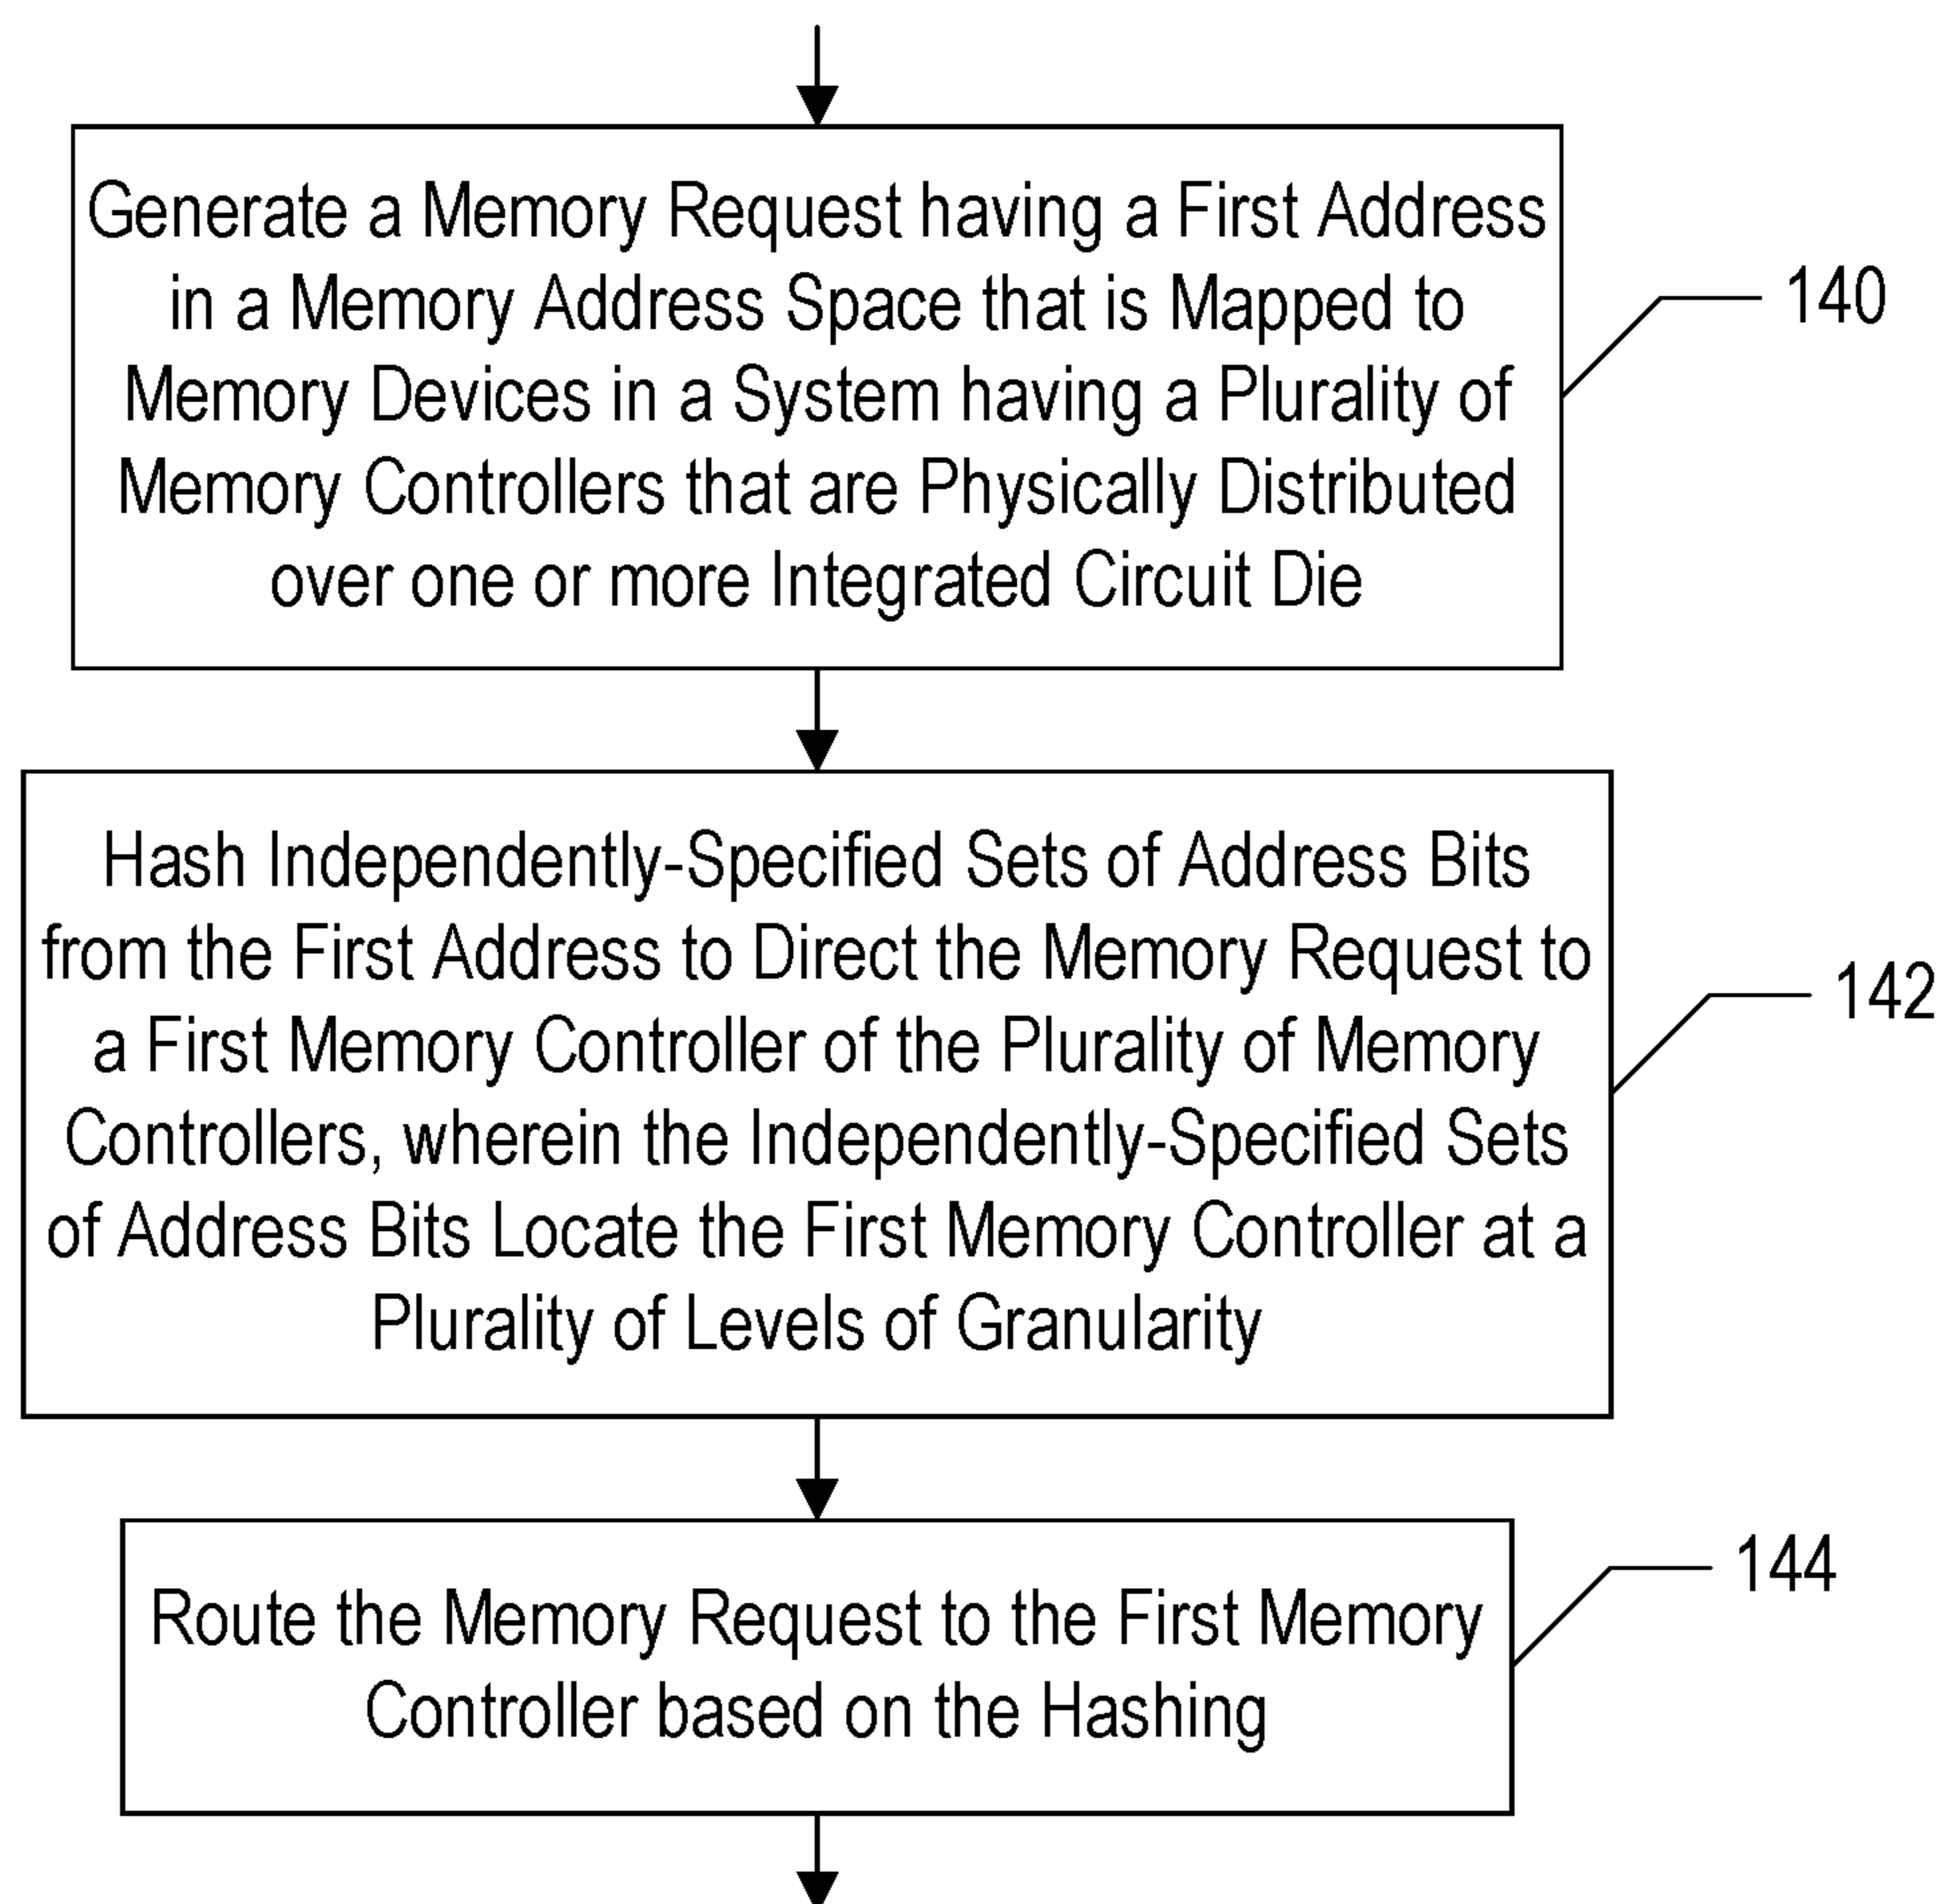 Generate a Memory Request having a First Address
in a Memory Address Space that is Mapped to
Memory Devices in a System having a Plurality of
Memory Controllers that are Physically Distributed
over one or more Integrated Circuit Die
140
Hash Independently-Specified Sets of Address Bits
from the First Address to Direct the Memory Request to
a First Memory Controller of the Plurality of Memory
Controllers, wherein the Independently-Specified Sets
of Address Bits Locate the First Memory Controller at a
Plurality of Levels of Granularity
142
Route the Memory Request to the First Memory
Controller based on the Hashing
144